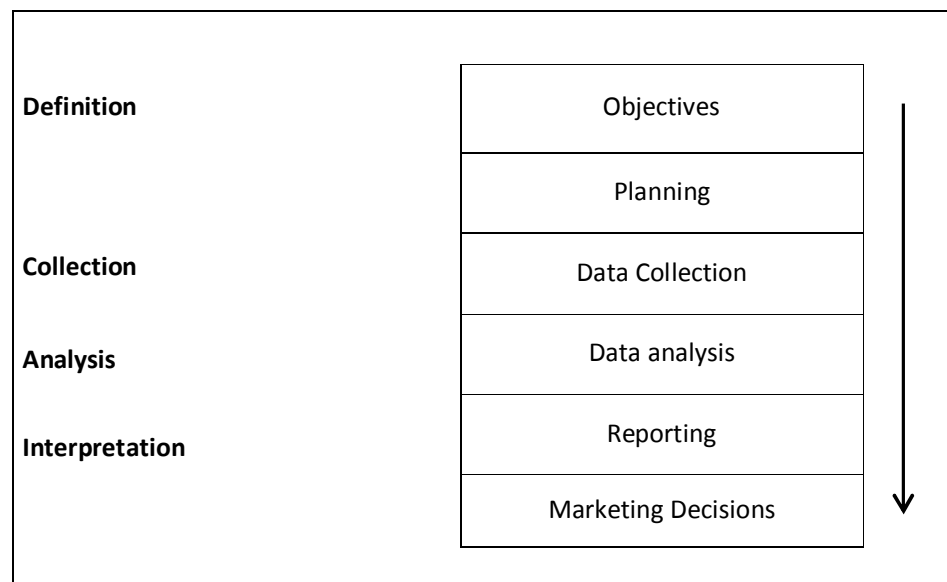 Definition
Objectives
Planning
Collection
Data Collection
Analysis
Data analysis
Interpretation
Reporting
Marketing Decisions